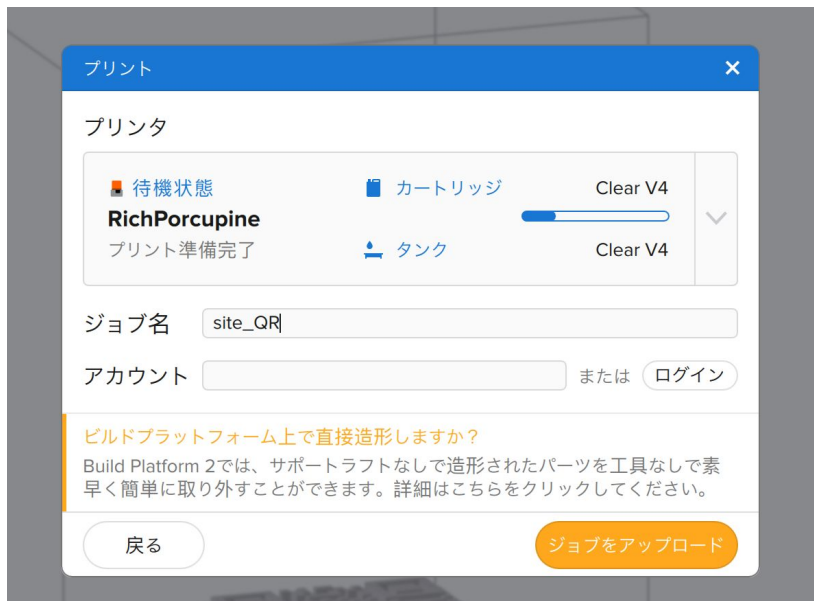 プリント
プリンタ
待機状態 カートリッジ Clear V4
RichPorcupine
プリント準備完了 タンク Clear V4
ジョブ名 site_QR
アカウント または ログイン
ビルドプラットフォーム上で直接造形しますか？
Build Platform 2では、サポートラフトなしで造形されたパーツを工具なしで素
早く簡単に取り外すことができます。詳細はこちらをクリックしてください。
戻る ジョブをアップロード